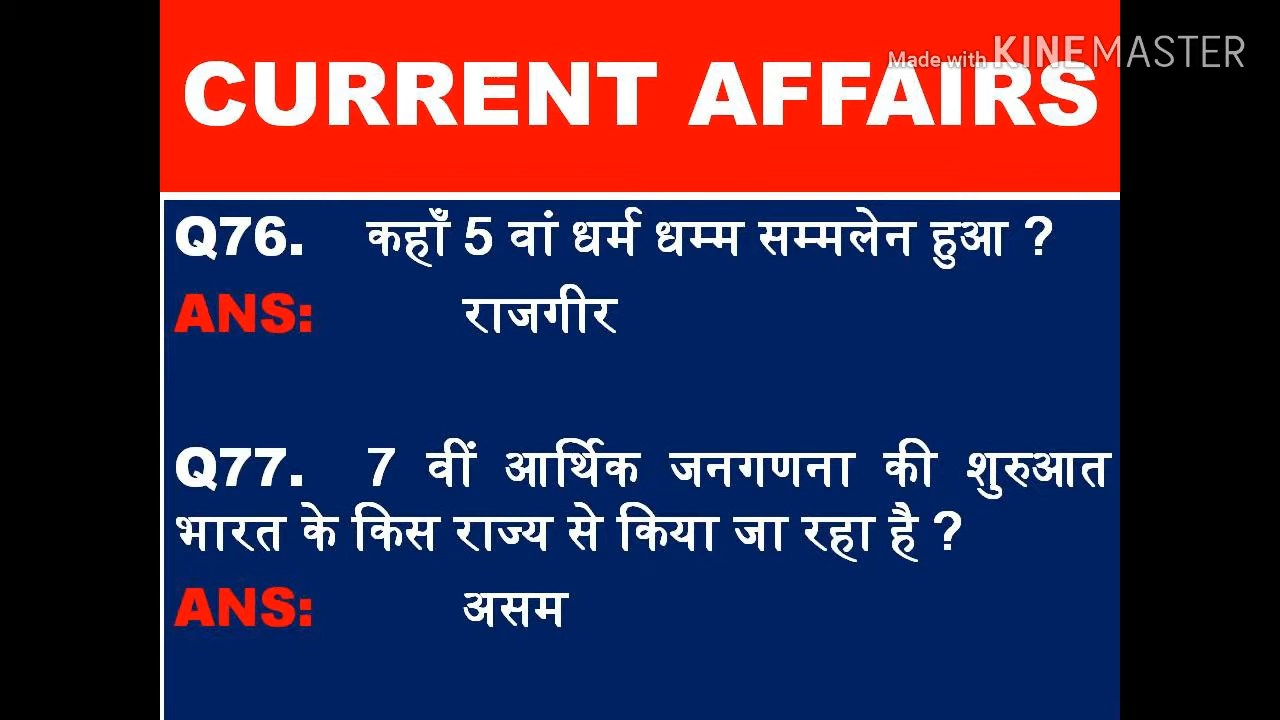 Made with KINEMASTER
CURRENT AFFAIRS
Q76. कहाँ 5 वां धर्म धम्म सम्मलेन हुआ ?
ANS: राजगीर
Q77. 7 वीं आर्थिक जनगणना की शुरुआत
भारत के किस राज्य से किया जा रहा है ?
ANS: असम